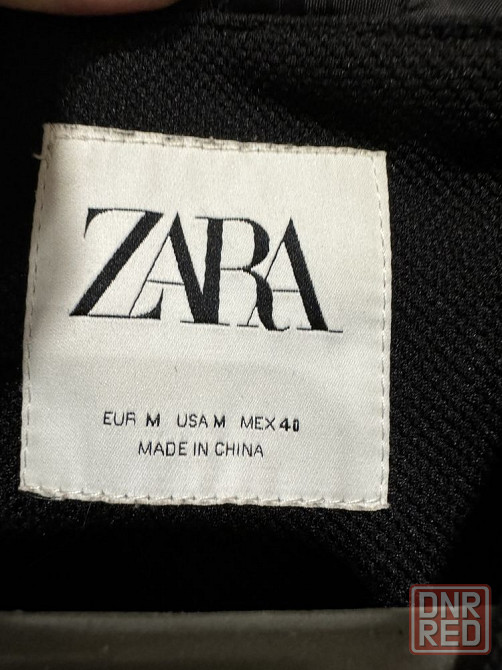 ZARA
EUR M USA M MEX 40
MADE IN CHINA
DNR
RED